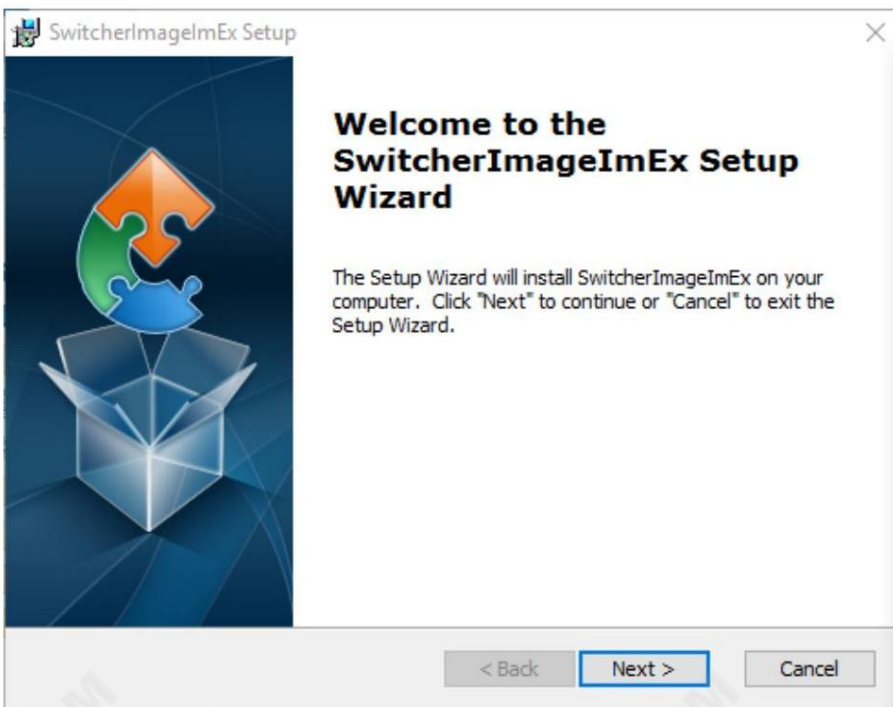 SwitcherImageImEx Setup
Welcome to the
SwitcherImageImEx Setup
Wizard
The Setup Wizard will install SwitcherImageImEx on your
computer. Click "Next" to continue or "Cancel" to exit the
Setup Wizard.
< Back Next > Cancel